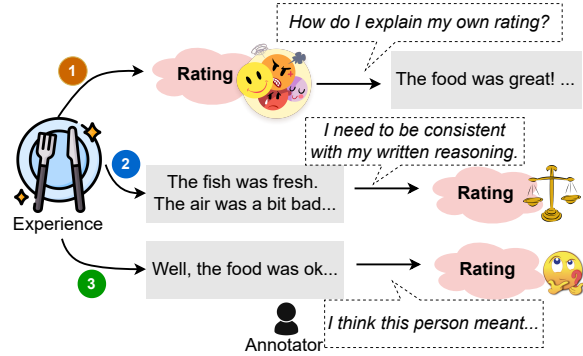 How do I explain my own rating?
1
Rating
The food was great! ...
I need to be consistent
with my written reasoning.
2
The fish was fresh.
The air was a bit bad...
Rating
Experience
3
Well, the food was ok...
Rating
I think this person meant...
Annotator